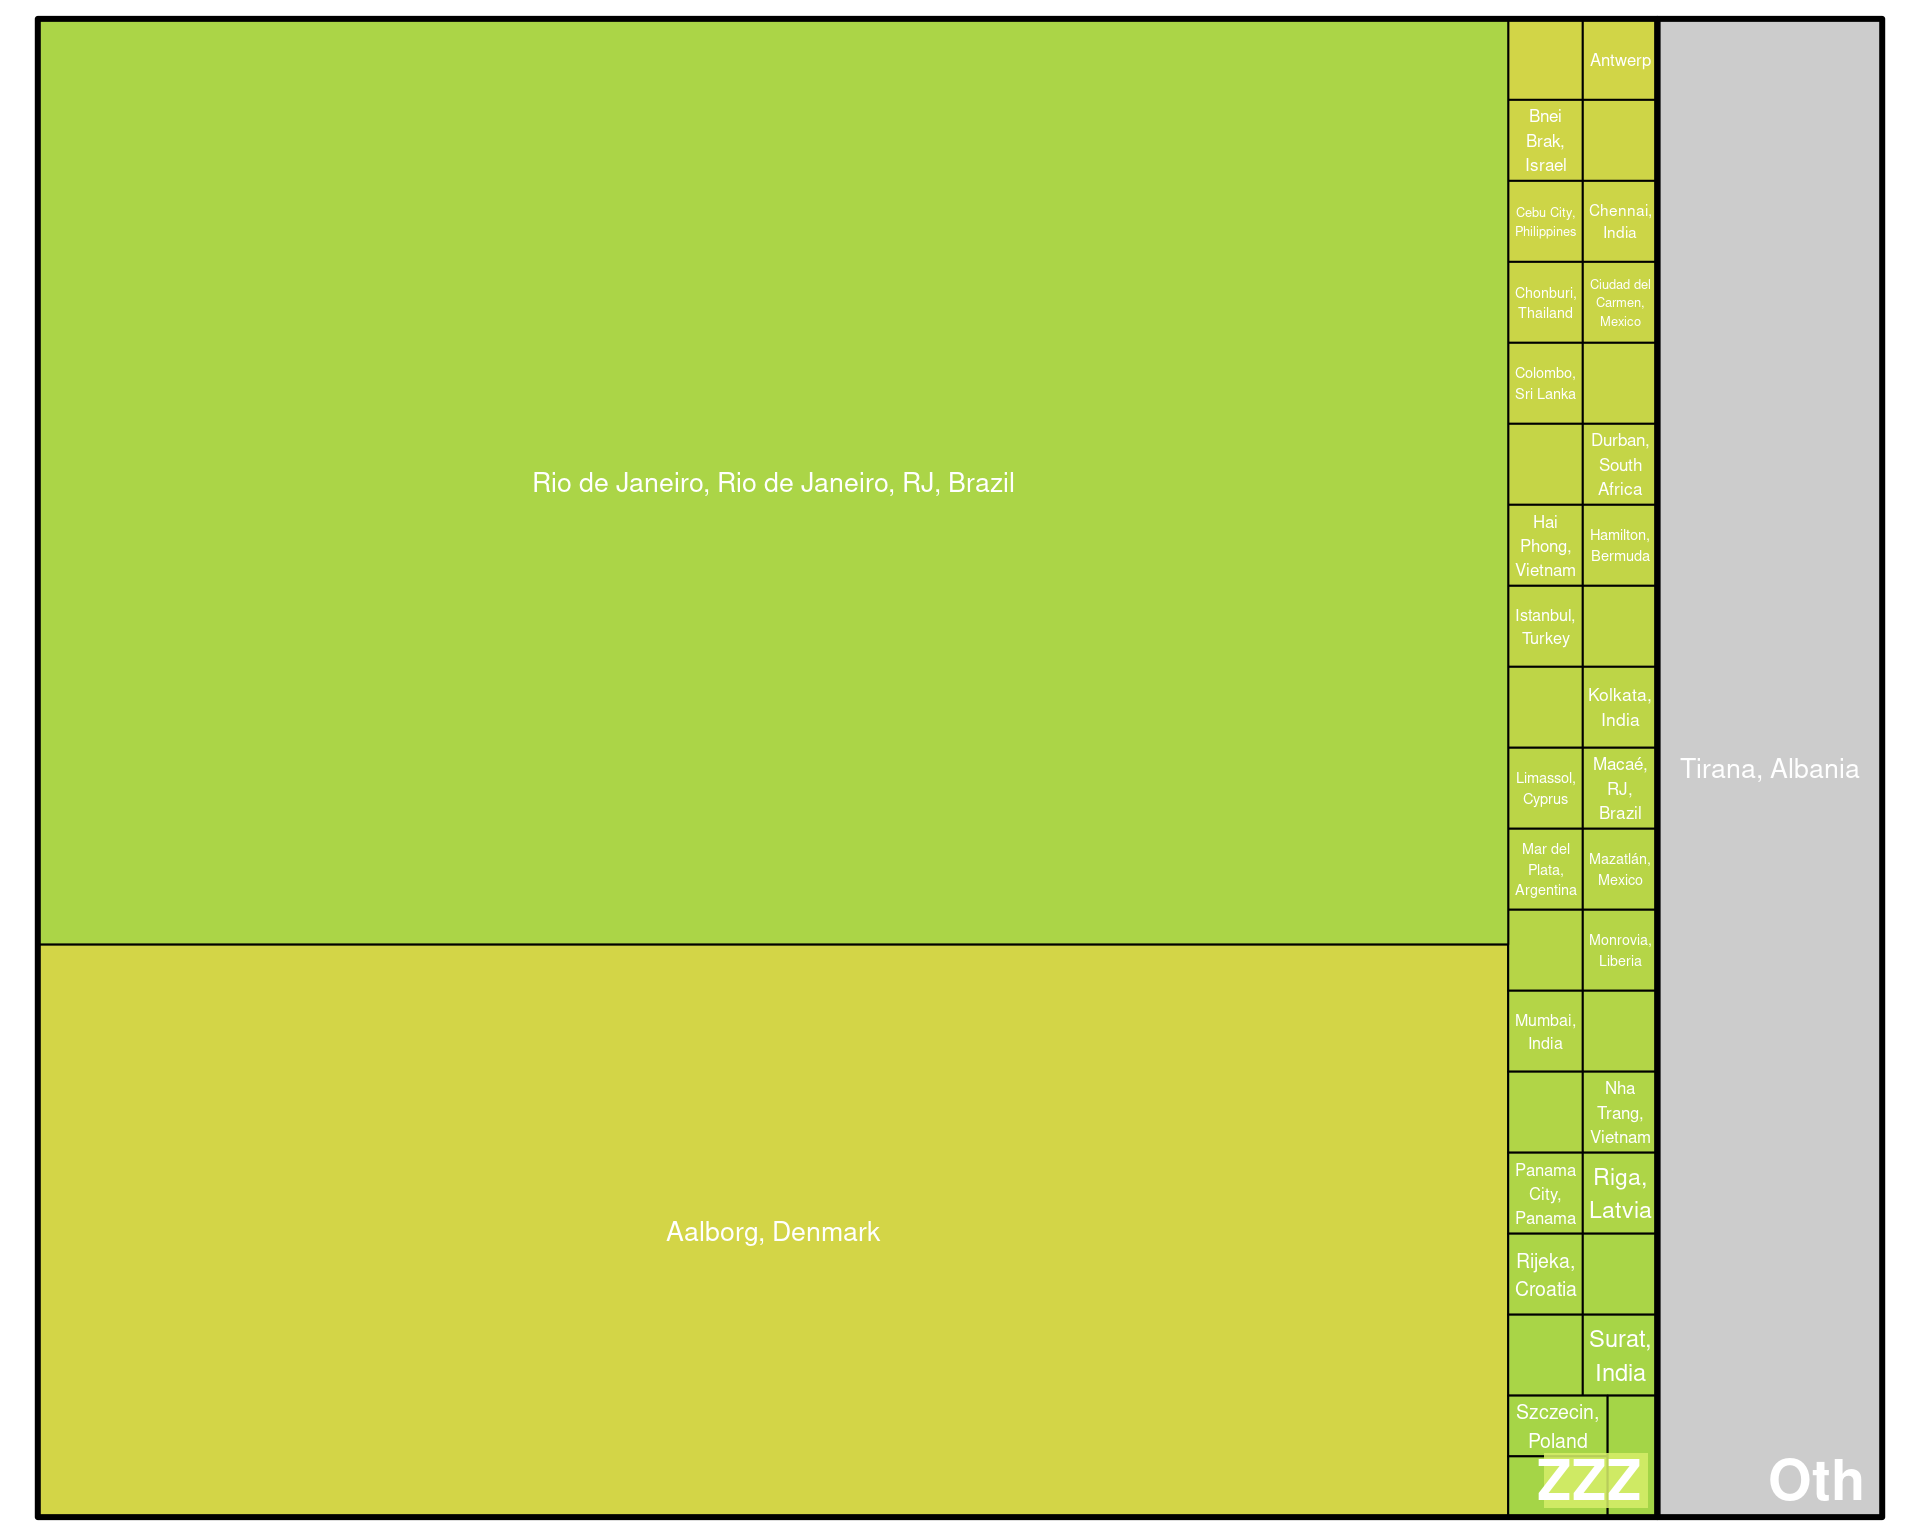 Rio de Janeiro, Rio de Janeiro, RJ, Brazil
Aalborg, Denmark
Antwerp
Bnei
Brak,
Israel
Cebu City,
Philippines
Chennai,
India
Chonburi,
Thailand
Ciudad del
Carmen,
Mexico
Colombo,
Sri Lanka
Durban,
South
Africa
Hai
Phong,
Vietnam
Hamilton,
Bermuda
Istanbul,
Turkey
Kolkata,
India
Limassol,
Cyprus
Macaé,
RJ,
Brazil
Mar del
Plata,
Argentina
Mazatlán,
Mexico
Monrovia,
Liberia
Mumbai,
India
Nha
Trang,
Vietnam
Panama
City,
Panama
Riga,
Latvia
Rijeka,
Croatia
Surat,
India
Szczecin,
Poland
ZZZ
Tirana, Albania
Oth